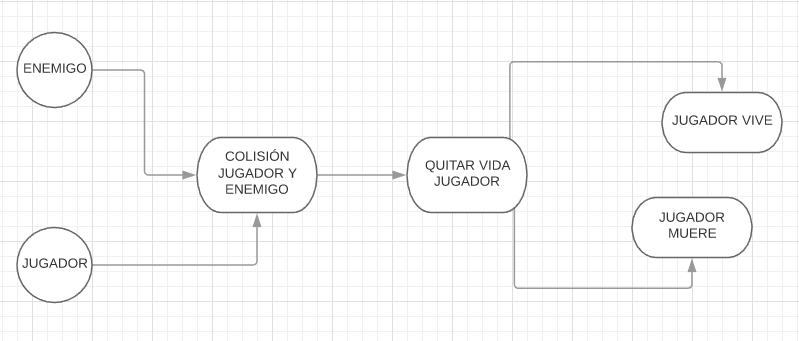 ENEMIGO
JUGADOR
COLISIÓN
JUGADOR Y
ENEMIGO
QUITAR VIDA
JUGADOR
JUGADOR VIVE
JUGADOR
MUERE